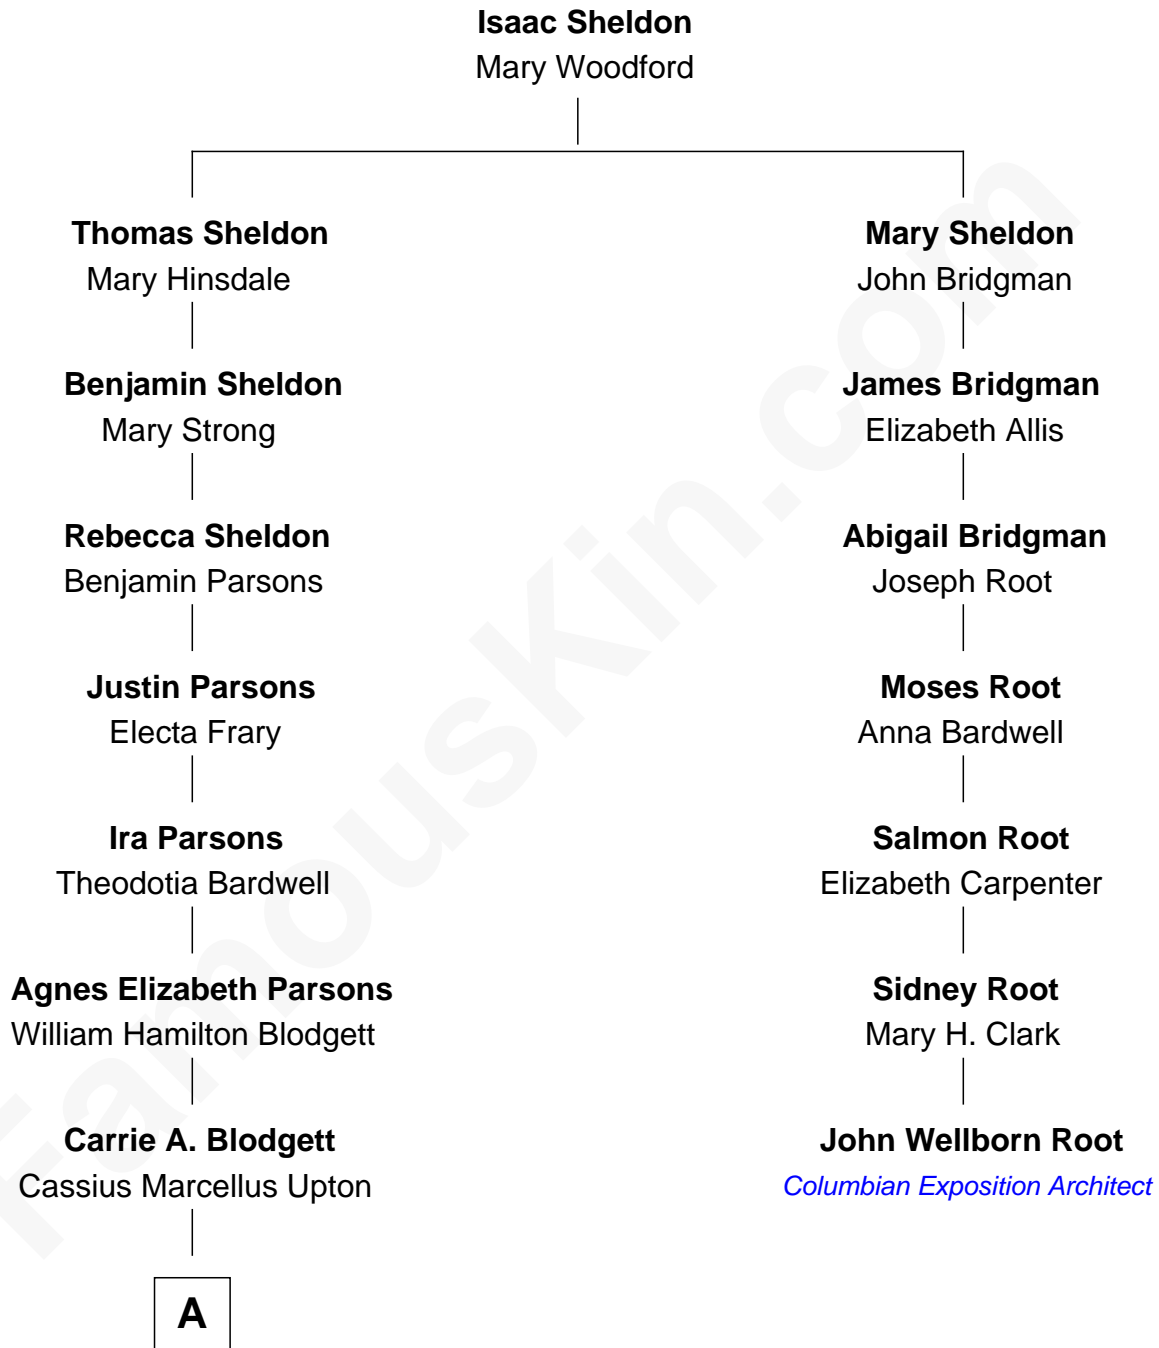 Isaac Sheldon
Mary Woodford
Thomas Sheldon
Mary Hinsdale
Mary Sheldon
John Bridgman
Benjamin Sheldon
Mary Strong
James Bridgman
Elizabeth Allis
Rebecca Sheldon
Benjamin Parsons
Abigail Bridgman
Joseph Root
Justin Parsons
Electa Frary
Moses Root
Anna Bardwell
Ira Parsons
Theodotia Bardwell
Salmon Root
Elizabeth Carpenter
Agnes Elizabeth Parsons
William Hamilton Blodgett
Sidney Root
Mary H. Clark
Carrie A. Blodgett
Cassius Marcellus Upton
John Wellborn Root
Columbian Exposition Architect
A
FamousKin.com